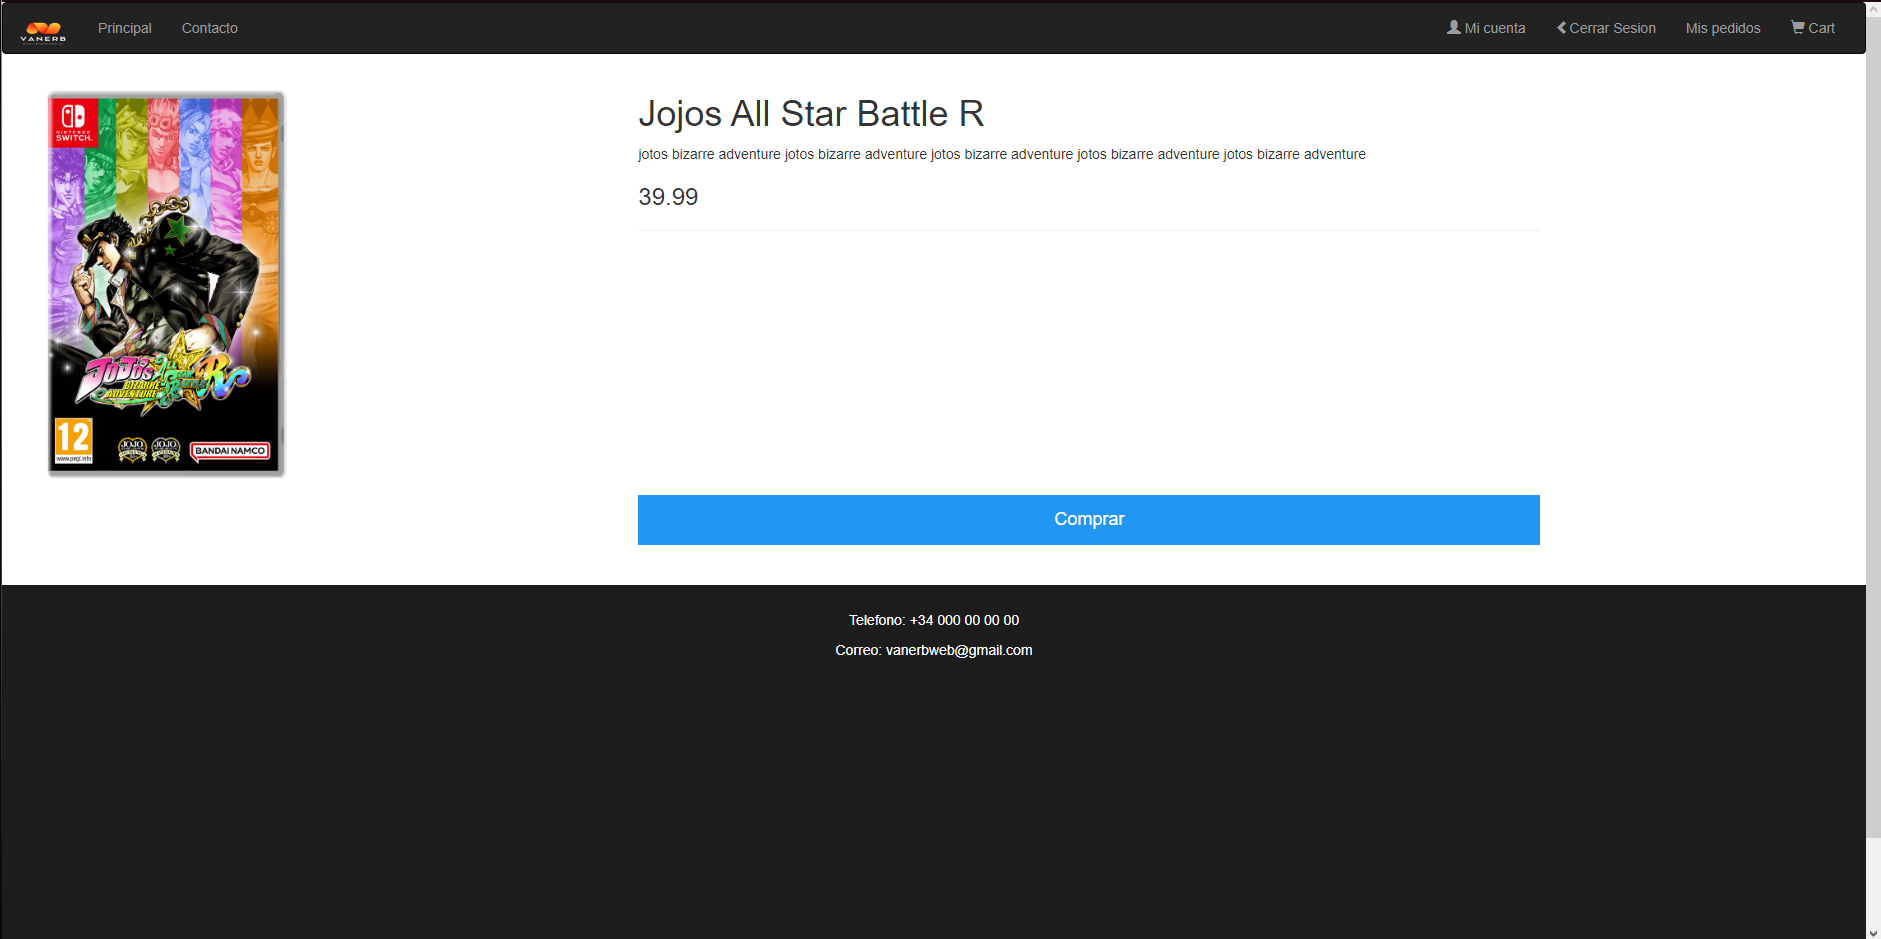 VANERB
Principal
Contacto
Mi cuenta
Cerrar Sesion
Mis pedidos
Cart
NINTENDO
SWITCH.
JOJO'S
BIZARRE
ADVENTURE
ALL
STAR
BATTLE
R
12
www.pegi.info
JOJO
JOJO
BANDAI NAMCO
Jojos All Star Battle R
jotos bizarre adventure jotos bizarre adventure jotos bizarre adventure jotos bizarre adventure jotos bizarre adventure
39.99
Comprar
Telefono: +34 000 00 00 00
Correo: vanerbweb@gmail.com